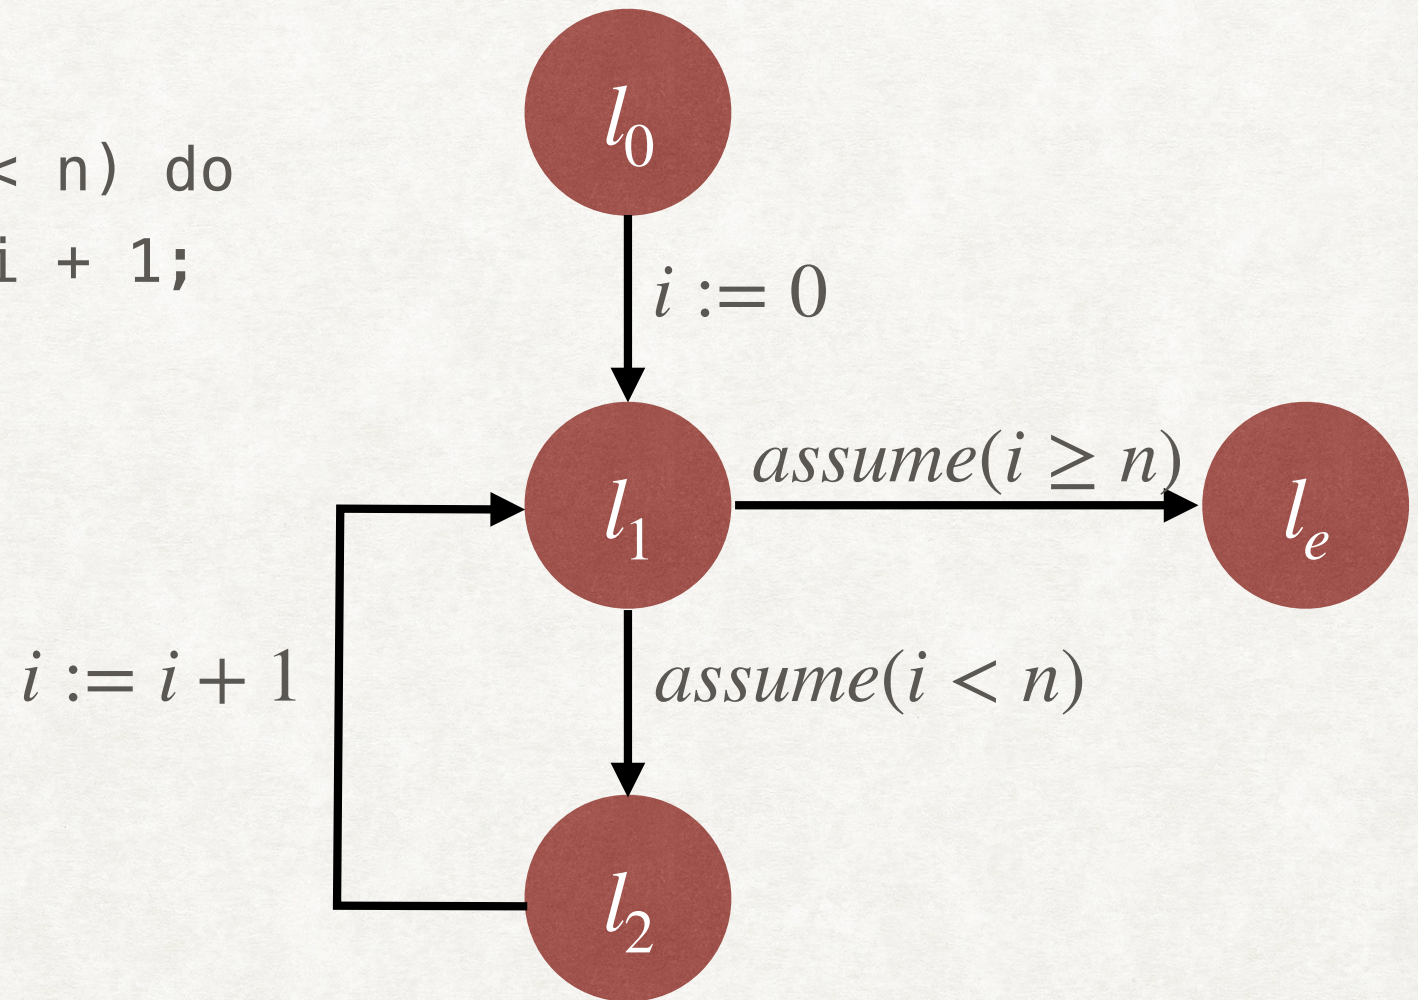 l₀
< n) do
i + 1;
i := 0
assume(i ≥ n)
l₁
lₑ
i := i + 1
assume(i < n)
l₂